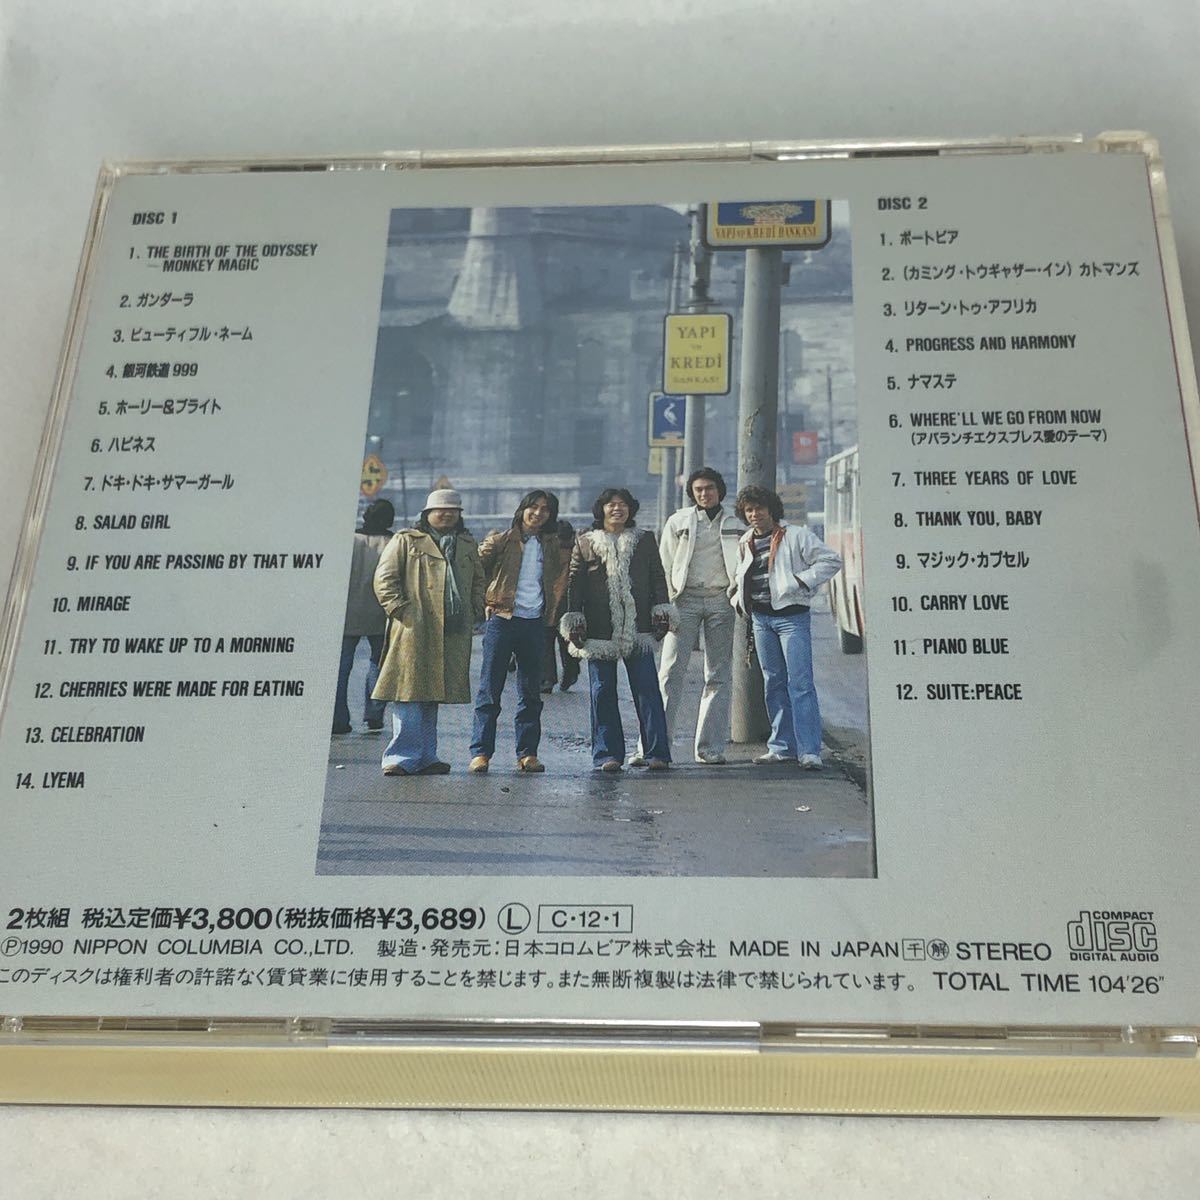 DISC 1
1. THE BIRTH OF THE ODYSSEY
—MONKEY MAGIC
2. ガンダーラ
3. ビューティフル・ネーム
4. 銀河鉄道999
5. ホーリー&ブライト
6. ハピネス
7. ドキ・ドキ・サマーガール
8. SALAD GIRL
9. IF YOU ARE PASSING BY THAT WAY
10. MIRAGE
11. TRY TO WAKE UP TO A MORNING
12. CHERRIES WERE MADE FOR EATING
13. CELEBRATION
14. LYENA
YAPI ve KREDİ BANKASI
YAPI
ve
KREDİ
BANKASI
DISC 2
1. ポートピア
2. (カミング・トゥギャザー・イン) カトマンズ
3. リターン・トゥ・アフリカ
4. PROGRESS AND HARMONY
5. ナマステ
6. WHERE'LL WE GO FROM NOW
(アバランチエクスプレス愛のテーマ)
7. THREE YEARS OF LOVE
8. THANK YOU, BABY
9. マジック・カプセル
10. CARRY LOVE
11. PIANO BLUE
12. SUITE:PEACE
2枚組 税込定価¥3,800(税抜価格¥3,689) Ⓛ C・12・1
Ⓟ1990 NIPPON COLUMBIA CO.,LTD. 製造・発売元:日本コロムビア株式会社 MADE IN JAPAN 千 解 STEREO
COMPACT
disc
DIGITAL AUDIO
このディスクは権利者の許諾なく賃貸業に使用することを禁じます。また無断複製は法律で禁じられています。 TOTAL TIME 104'26"